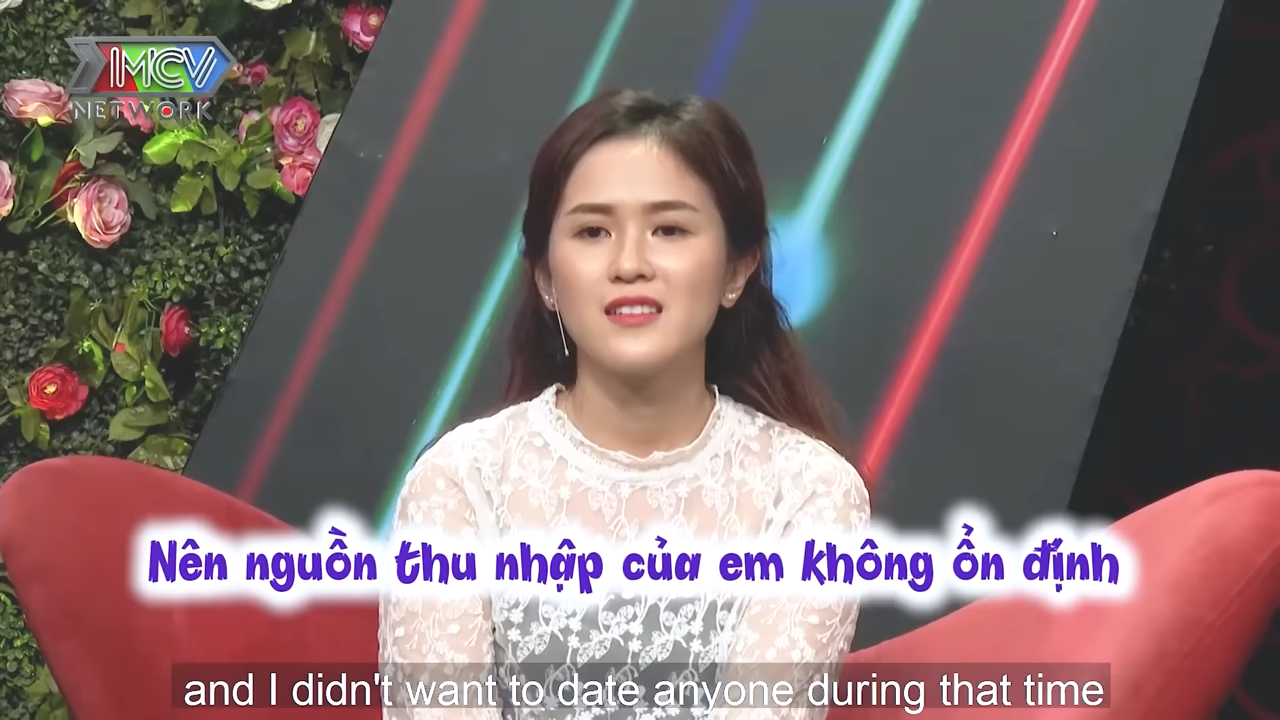 MCV
NETWORK
Nên nguồn thu nhập của em không ổn định
and I didn't want to date anyone during that time